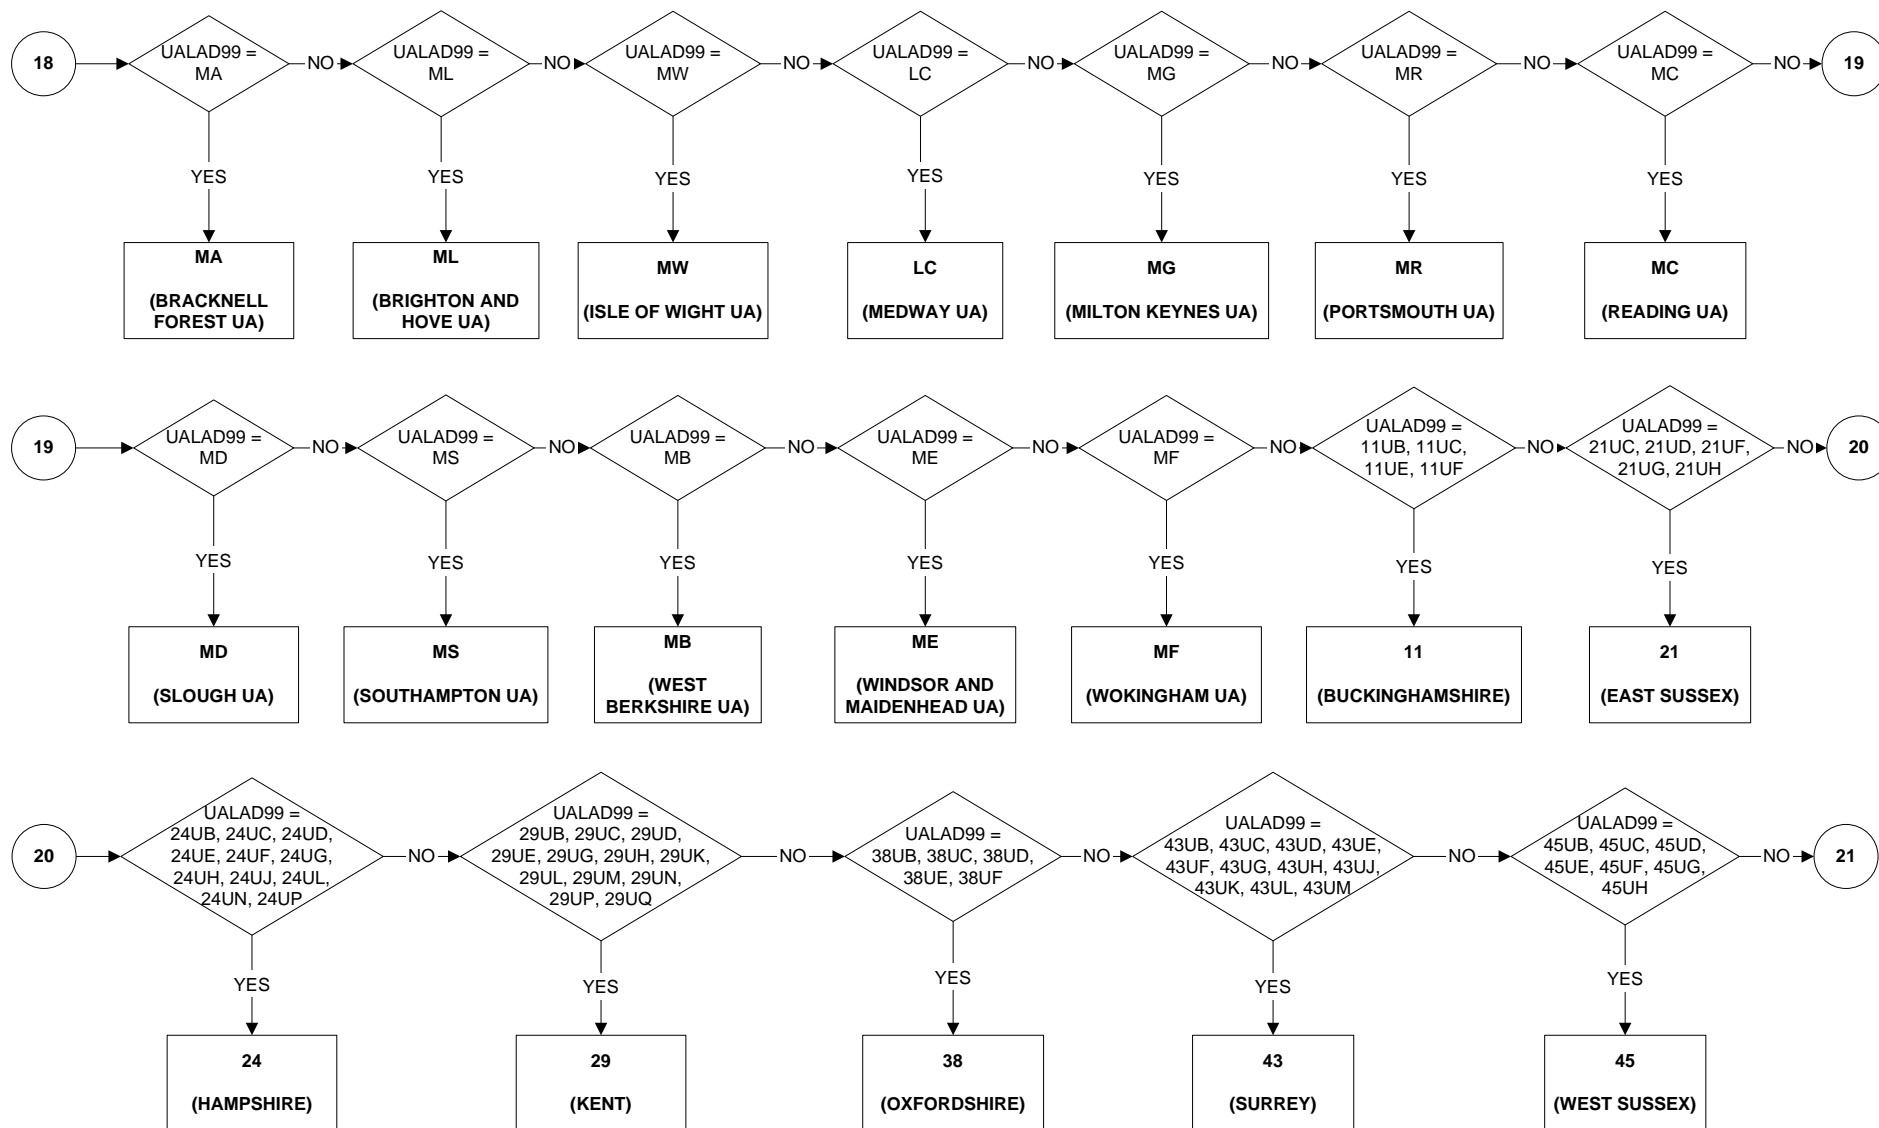 18
UALAD99 =
MA
NO
UALAD99 =
ML
NO
UALAD99 =
MW
NO
UALAD99 =
LC
NO
UALAD99 =
MG
NO
UALAD99 =
MR
NO
UALAD99 =
MC
NO
19
YES
YES
YES
YES
YES
YES
YES
MA
(BRACKNELL
FOREST UA)
ML
(BRIGHTON AND
HOVE UA)
MW
(ISLE OF WIGHT UA)
LC
(MEDWAY UA)
MG
(MILTON KEYNES UA)
MR
(PORTSMOUTH UA)
MC
(READING UA)
19
UALAD99 =
MD
NO
UALAD99 =
MS
NO
UALAD99 =
MB
NO
UALAD99 =
ME
NO
UALAD99 =
MF
NO
UALAD99 =
11UB, 11UC,
11UE, 11UF
NO
UALAD99 =
21UC, 21UD, 21UF,
21UG, 21UH
NO
20
YES
YES
YES
YES
YES
YES
YES
MD
(SLOUGH UA)
MS
(SOUTHAMPTON UA)
MB
(WEST
BERKSHIRE UA)
ME
(WINDSOR AND
MAIDENHEAD UA)
MF
(WOKINGHAM UA)
11
(BUCKINGHAMSHIRE)
21
(EAST SUSSEX)
20
UALAD99 =
24UB, 24UC, 24UD,
24UE, 24UF, 24UG,
24UH, 24UJ, 24UL,
24UN, 24UP
NO
UALAD99 =
29UB, 29UC, 29UD,
29UE, 29UG, 29UH, 29UK,
29UL, 29UM, 29UN,
29UP, 29UQ
NO
UALAD99 =
38UB, 38UC, 38UD,
38UE, 38UF
NO
UALAD99 =
43UB, 43UC, 43UD, 43UE,
43UF, 43UG, 43UH, 43UJ,
43UK, 43UL, 43UM
NO
UALAD99 =
45UB, 45UC, 45UD,
45UE, 45UF, 45UG,
45UH
NO
21
YES
YES
YES
YES
YES
24
(HAMPSHIRE)
29
(KENT)
38
(OXFORDSHIRE)
43
(SURREY)
45
(WEST SUSSEX)